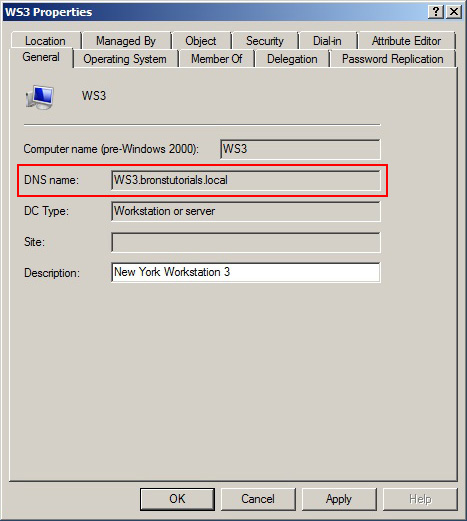 WS3 Properties
Location Managed By Object Security Dial-in Attribute Editor
General Operating System Member Of Delegation Password Replication
WS3
Computer name (pre-Windows 2000): WS3
DNS name: WS3.bronstutorials.local
DC Type: Workstation or server
Site:
Description: New York Workstation 3
OK Cancel Apply Help